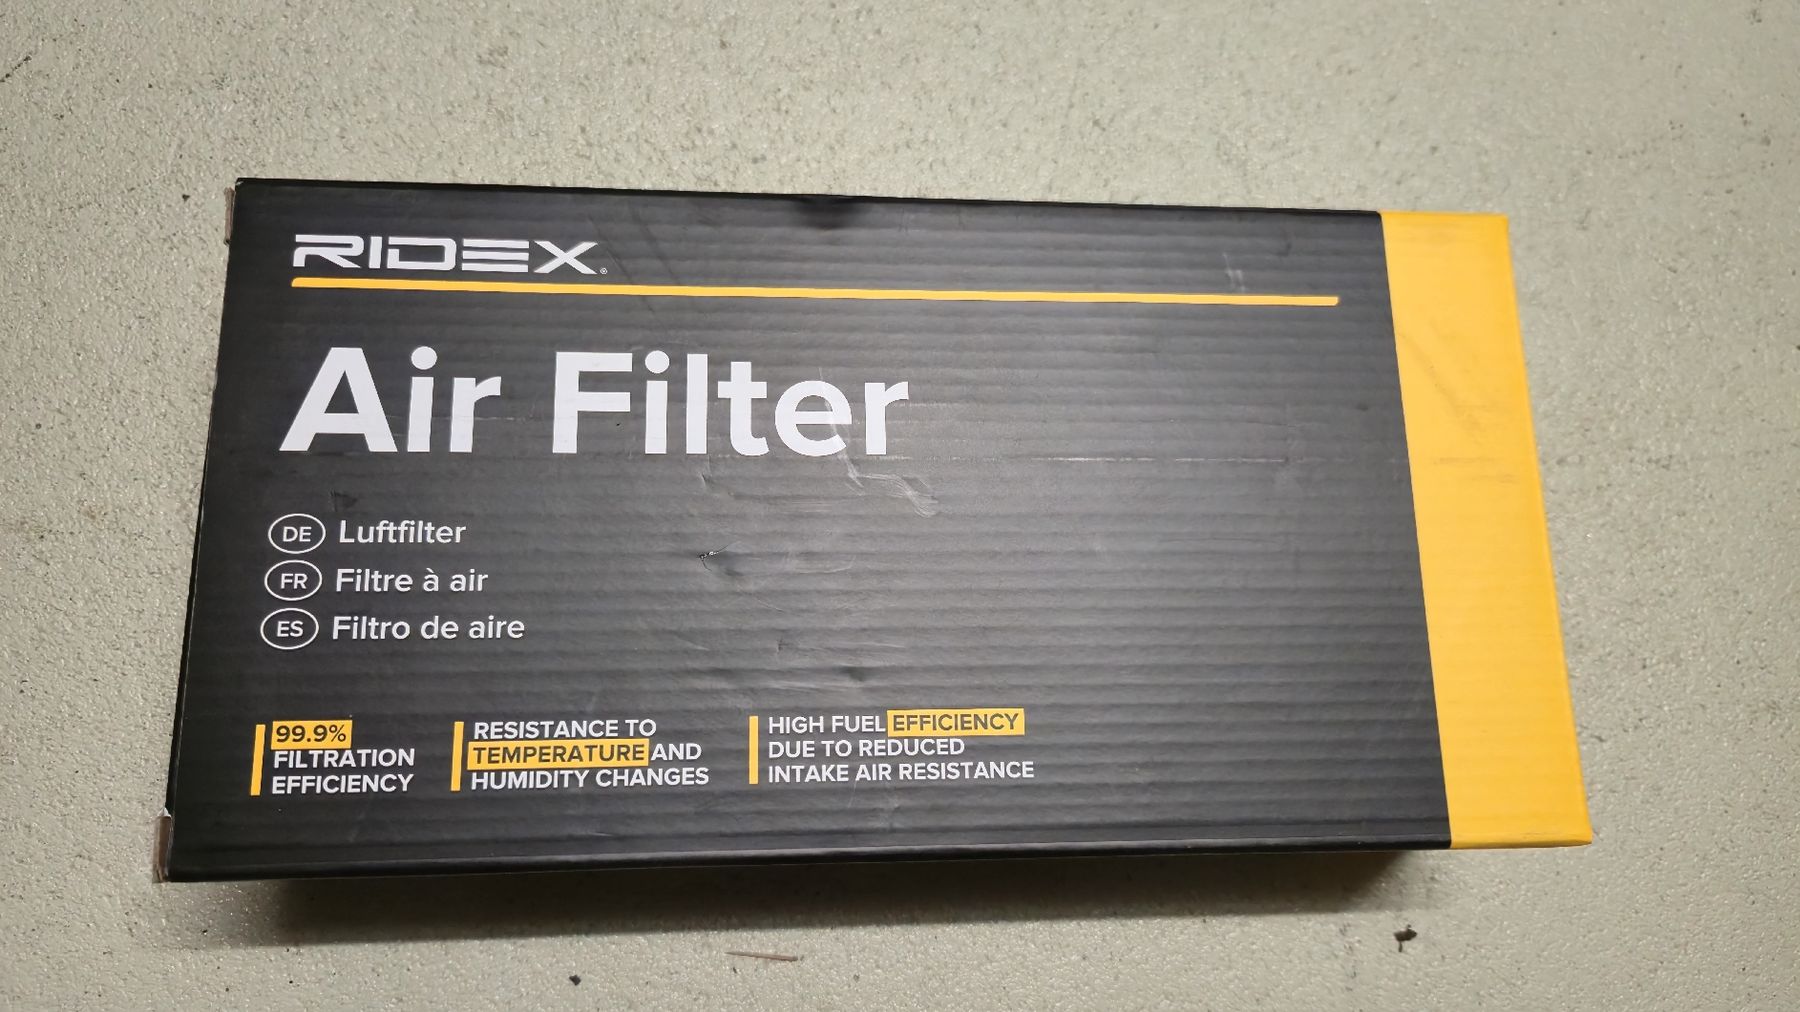 RIDEX®
Air Filter
DE Luftfilter
FR Filtre à air
ES Filtro de aire
99.9%
FILTRATION
EFFICIENCY
RESISTANCE TO
TEMPERATURE AND
HUMIDITY CHANGES
HIGH FUEL EFFICIENCY
DUE TO REDUCED
INTAKE AIR RESISTANCE